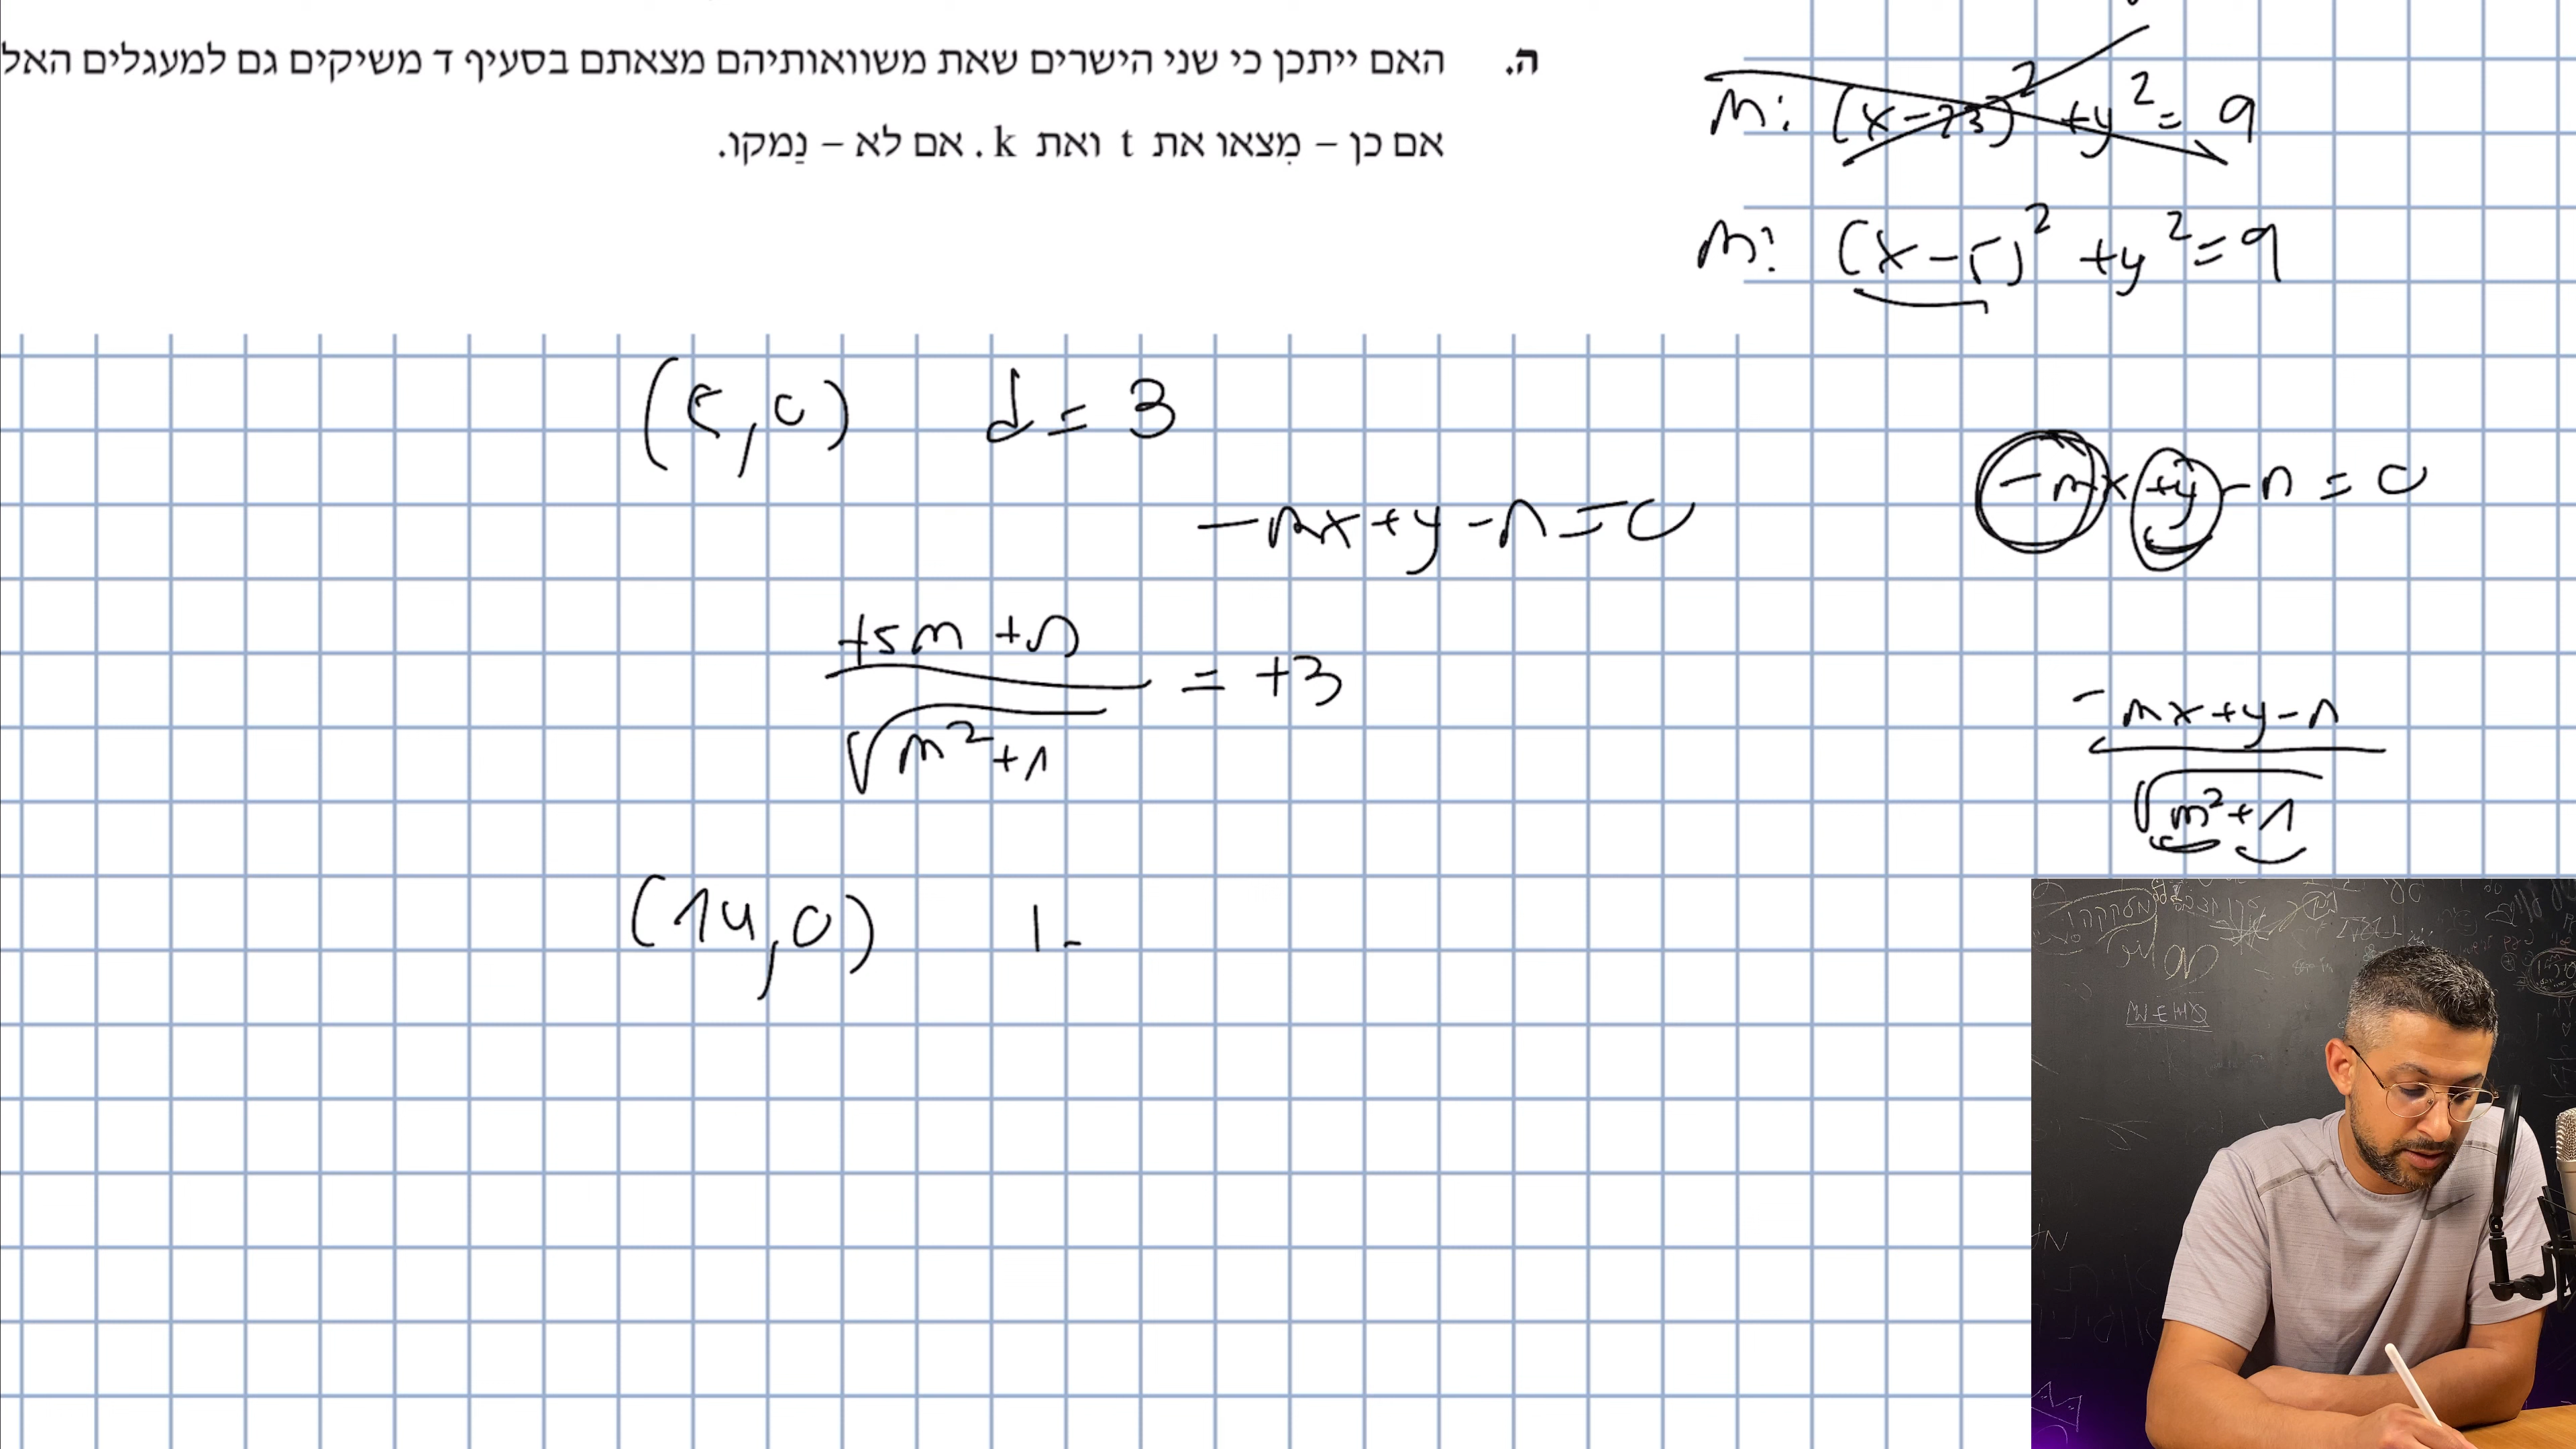 ה. האם ייתכן כי שני הישרים שאת משוואותיהם מצאתם בסעיף ד משיקים גם למעגלים האל
אם כן – מִצאו את t ואת k. אם לא – נַמקו.
M: (x-23)² +y² = 9
M: (x-5)² +y² = 9
(5,0) d = 3
-mx+y-n=0
-mx+y-n=0
+5m+n / √m²+1 = +3
-mx+y-n / √m²+1
(14,0)